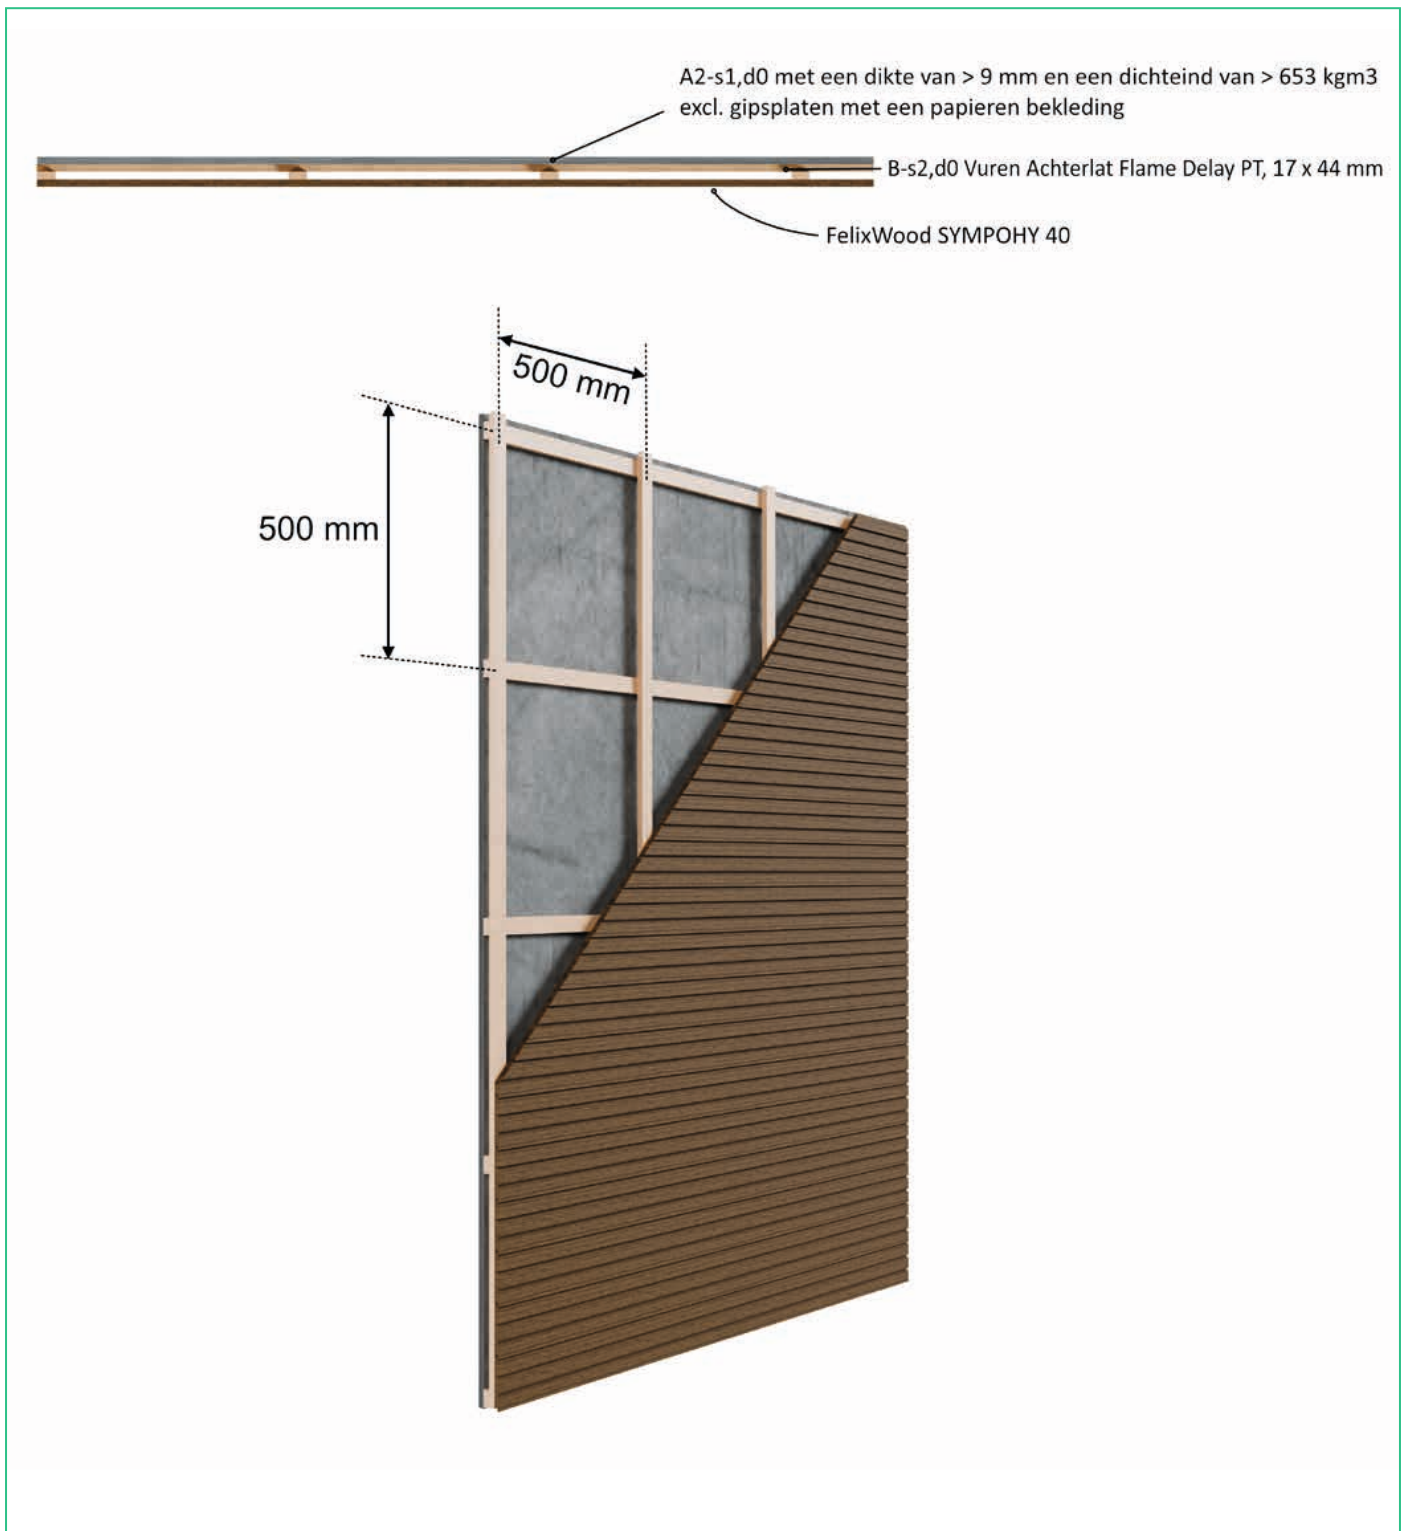 A2-s1,d0 met een dikte van > 9 mm en een dichteind van > 653 kgm3
excl. gipsplaten met een papieren bekleding
B-s2,d0 Vuren Achterlat Flame Delay PT, 17 x 44 mm
FelixWood SYMPOHY 40
500 mm
500 mm